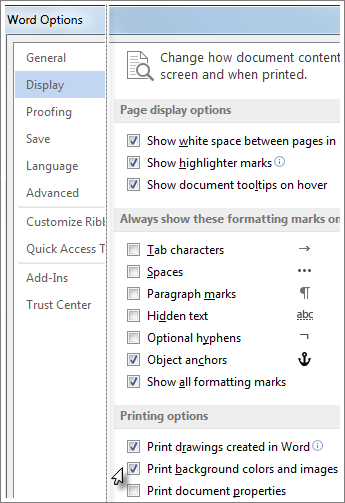 Word Options
General
Display
Proofing
Save
Language
Advanced
Customize Ribb
Quick Access T
Add-Ins
Trust Center
Change how document content
screen and when printed.
Page display options
Show white space between pages in
Show highlighter marks
Show document tooltips on hover
Always show these formatting marks on
Tab characters →
Spaces •••
Paragraph marks ¶
Hidden text abc
Optional hyphens ¬
Object anchors
Show all formatting marks
Printing options
Print drawings created in Word
Print background colors and images
Print document properties